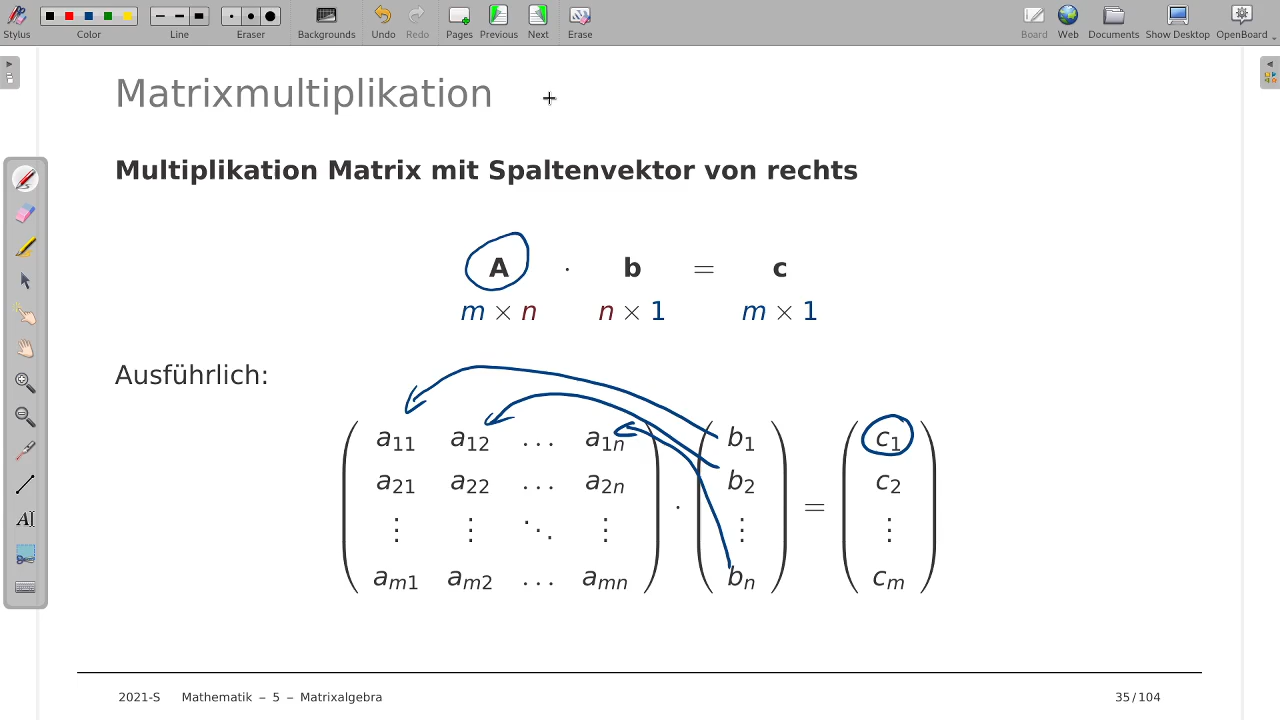 Stylus Color Line Eraser Backgrounds Undo Redo Pages Previous Next Erase Board Web Documents Show Desktop OpenBoard
Matrixmultiplikation
Multiplikation Matrix mit Spaltenvektor von rechts
A · b = c
m × n n × 1 m × 1
Ausführlich:
a11 a12 … a1n b1 c1
a21 a22 … a2n b2 c2
⋮ ⋮ ⋱ ⋮ · ⋮ = ⋮
am1 am2 … amn bn cm
2021-S Mathematik – 5 – Matrixalgebra 35/104